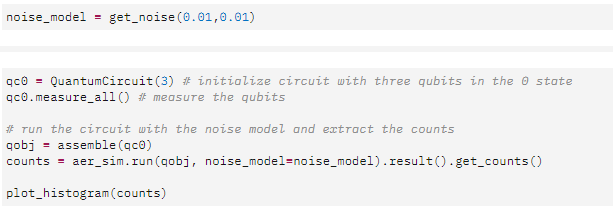 noise_model = get_noise(0.01,0.01)
qc0 = QuantumCircuit(3) # initialize circuit with three qubits in the 0 state
qc0.measure_all() # measure the qubits
# run the circuit with the noise model and extract the counts
qobj = assemble(qc0)
counts = aer_sim.run(qobj, noise_model=noise_model).result().get_counts()
plot_histogram(counts)